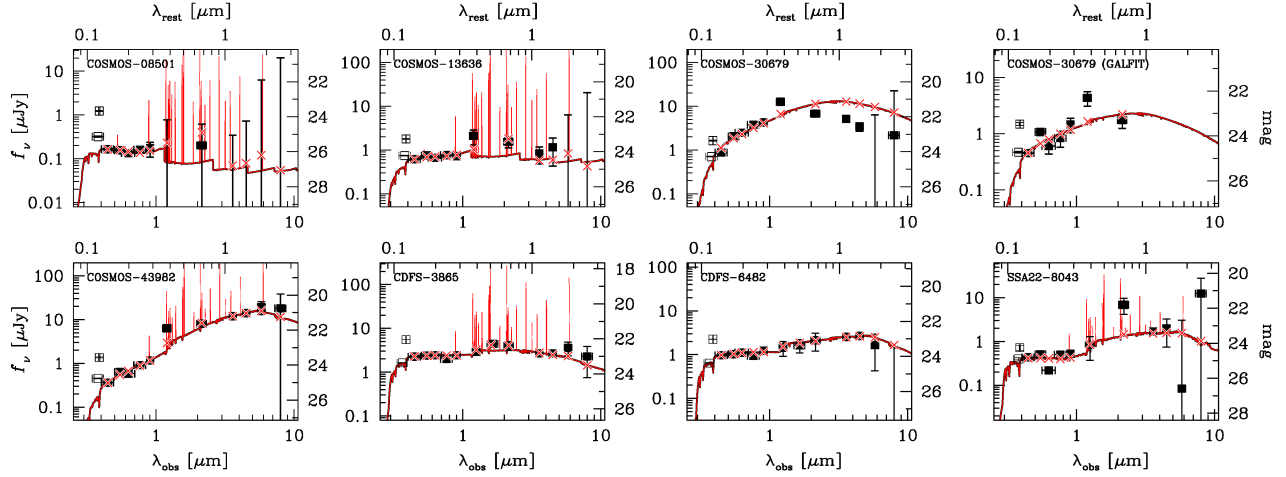 λrest [μm] λrest [μm] λrest [μm] λrest [μm]
0.1 1 0.1 1 0.1 1 0.1 1
COSMOS-08501 COSMOS-13636 COSMOS-30679 COSMOS-30679 (GALFIT)
10 1 0.1 0.01 22 24 26 28
100 10 1 0.1 20 22 24 26
100 10 1 0.1 20 22 24 26
10 1 0.1 22 24 26
fν [μJy] mag
1 10 1 10 1 10 1 10
0.1 1 0.1 1 0.1 1 0.1 1
COSMOS-43982 CDFS-3865 CDFS-6482 SSA22-8043
100 10 1 0.1 20 22 24 26
100 10 1 0.1 18 20 22 24 26
100 10 1 0.1 20 22 24 26
10 1 0.1 20 22 24 26 28
fν [μJy] mag
1 10 1 10 1 10 1 10
λobs [μm] λobs [μm] λobs [μm] λobs [μm]